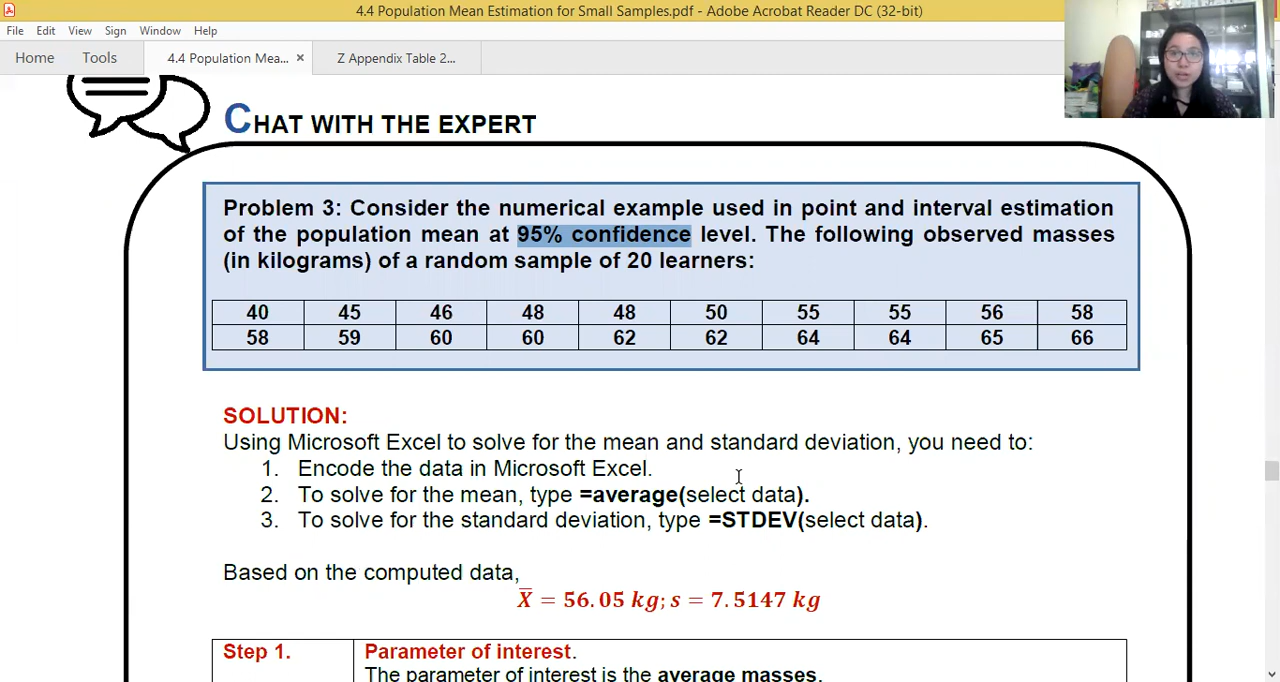 4.4 Population Mean Estimation for Small Samples.pdf - Adobe Acrobat Reader DC (32-bit)
File Edit View Sign Window Help
Home Tools 4.4 Population Mea... × Z Appendix Table 2...
CHAT WITH THE EXPERT
Problem 3: Consider the numerical example used in point and interval estimation
of the population mean at 95% confidence level. The following observed masses
(in kilograms) of a random sample of 20 learners:
40 45 46 48 48 50 55 55 56 58
58 59 60 60 62 62 64 64 65 66
SOLUTION:
Using Microsoft Excel to solve for the mean and standard deviation, you need to:
1. Encode the data in Microsoft Excel.
2. To solve for the mean, type =average(select data).
3. To solve for the standard deviation, type =STDEV(select data).
Based on the computed data,
X̅ = 56.05 kg; s = 7.5147 kg
Step 1. Parameter of interest.
The parameter of interest is the average masses.